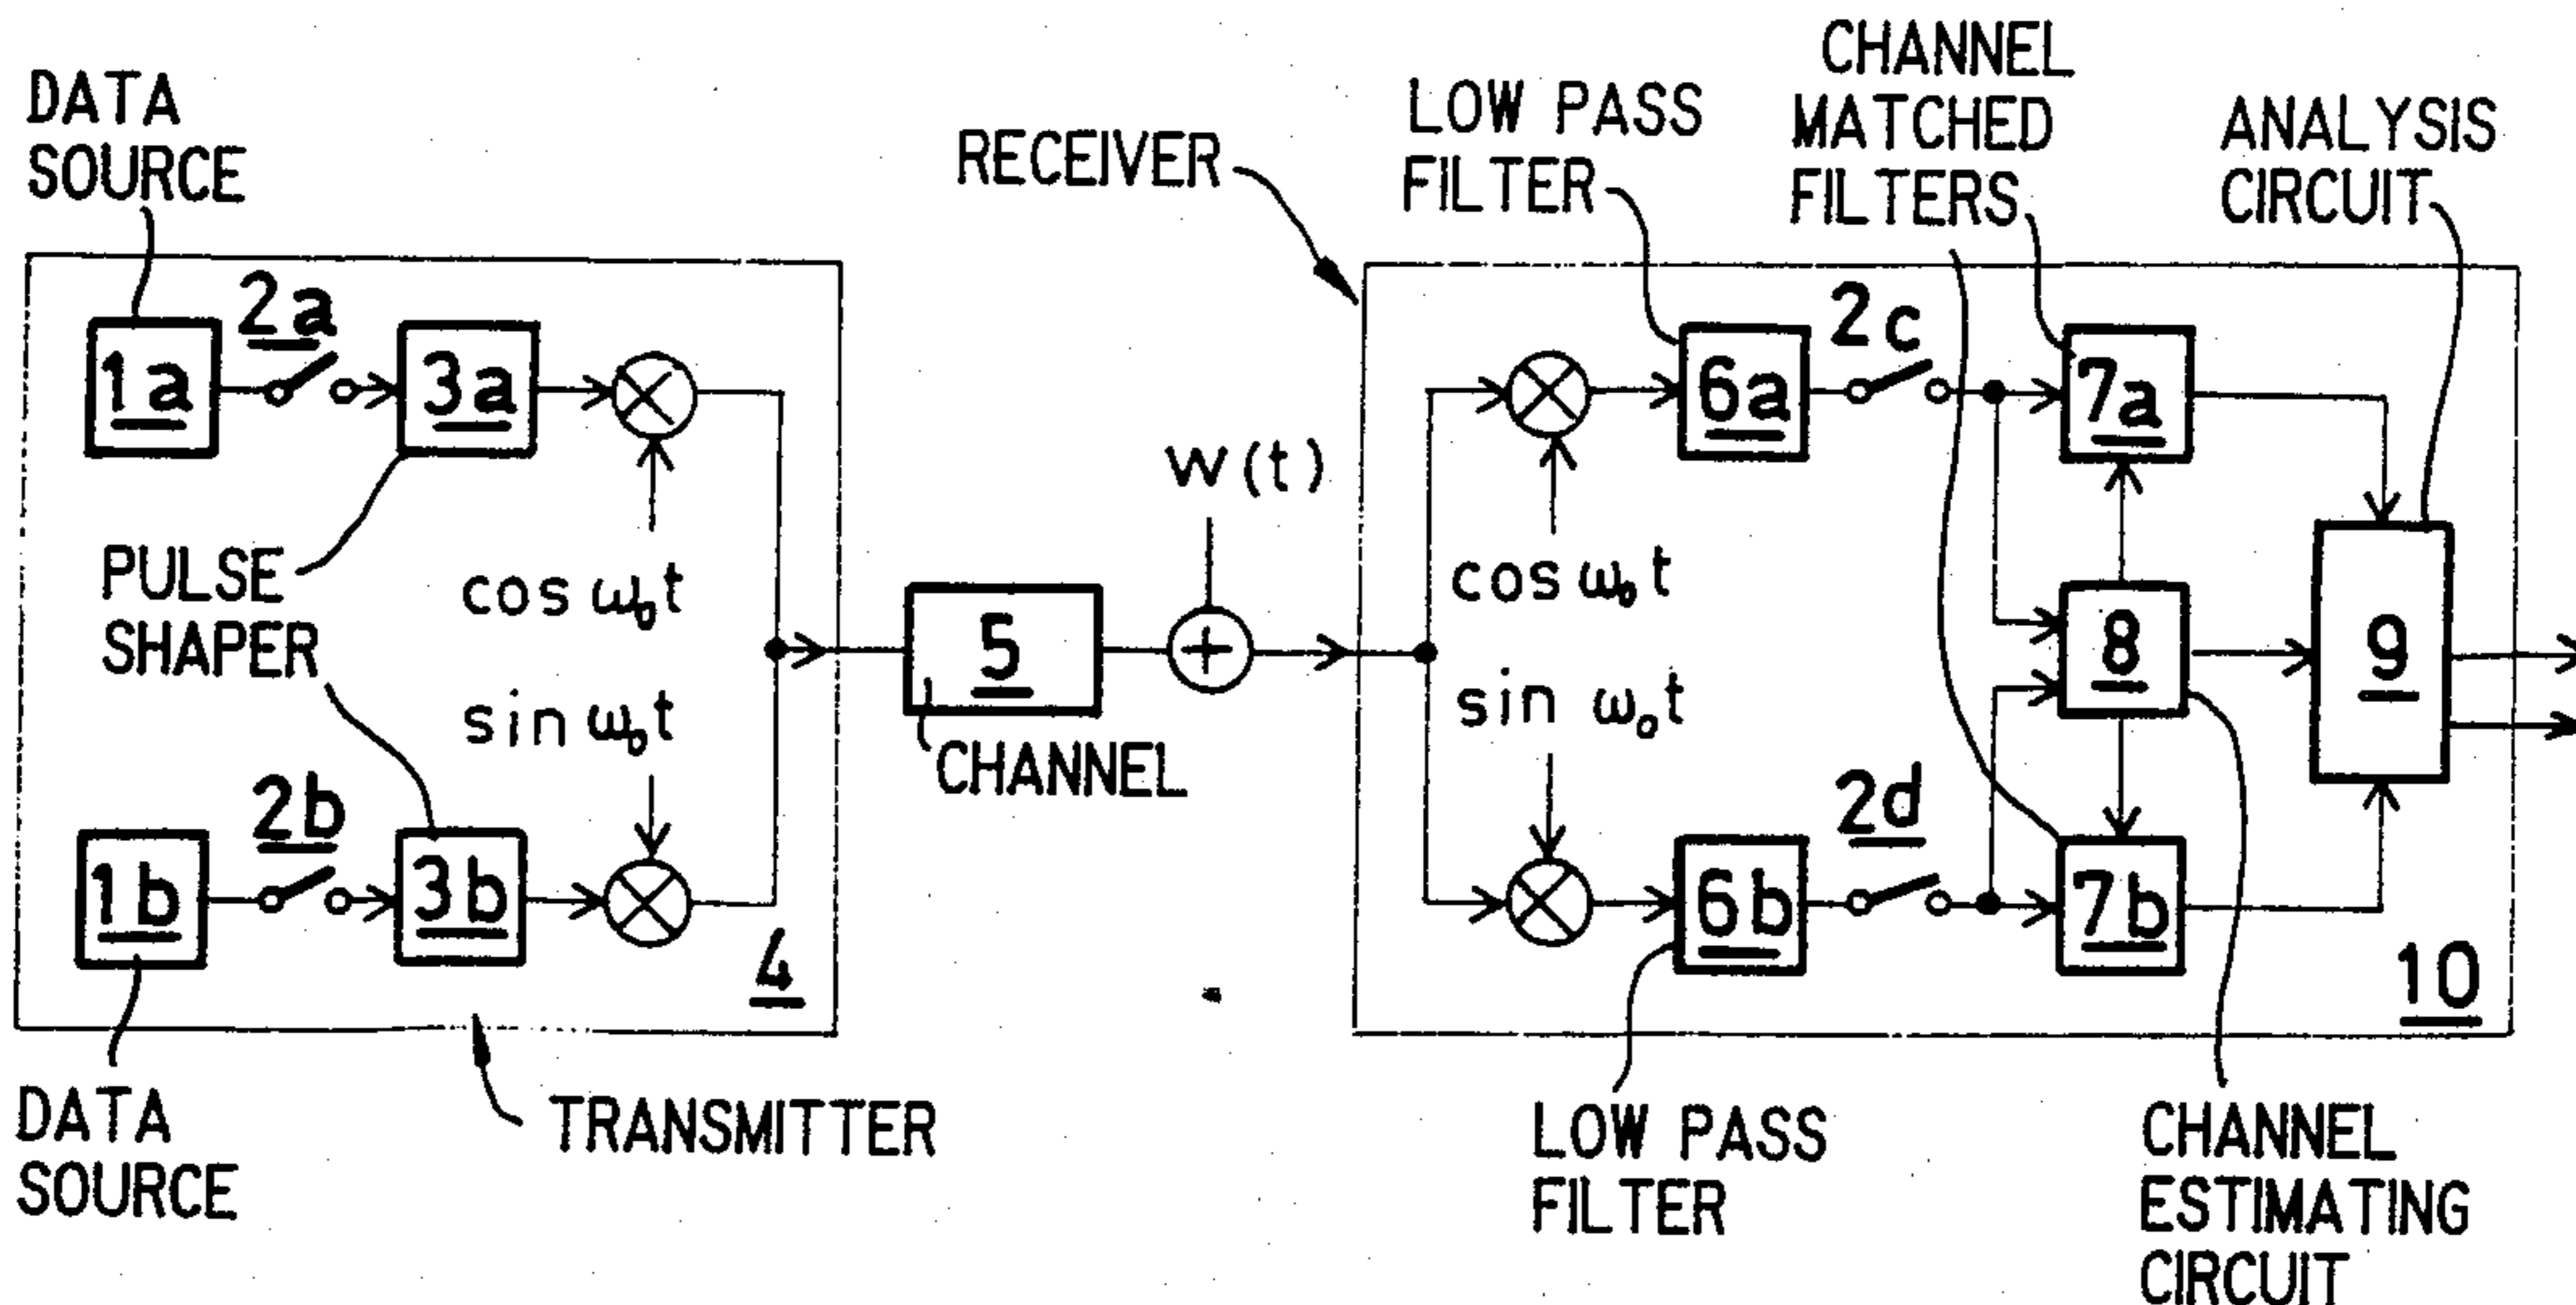 DATA
SOURCE
RECEIVER
LOW PASS
FILTER
CHANNEL
MATCHED
FILTERS
ANALYSIS
CIRCUIT
1a
2a
3a
PULSE
SHAPER
cos ω₀t
sin ω₀t
1b
2b
3b
4
DATA
SOURCE
TRANSMITTER
5
CHANNEL
W(t)
+
cos ω₀t
sin ω₀t
6a
2c
7a
8
9
6b
2d
7b
10
LOW PASS
FILTER
CHANNEL
ESTIMATING
CIRCUIT